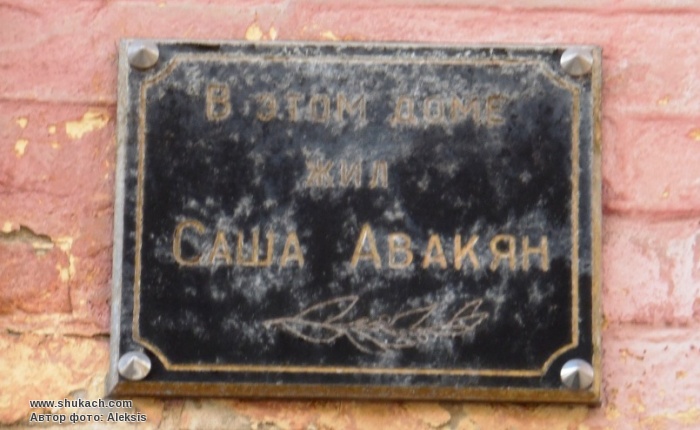 В этом доме
жил
Саша Авакян
www.shukach.com
Автор фото: Aleksis